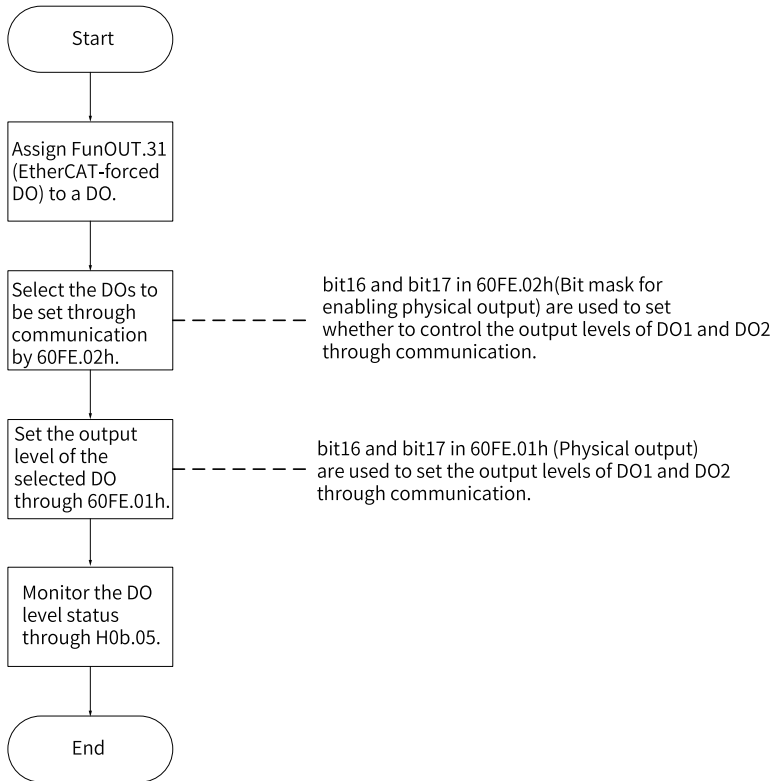 Start
Assign FunOUT.31
(EtherCAT-forced
DO) to a DO.
Select the DOs to
be set through
communication
by 60FE.02h.
bit16 and bit17 in 60FE.02h(Bit mask for
enabling physical output) are used to set
whether to control the output levels of DO1 and DO2
through communication.
Set the output
level of the
selected DO
through 60FE.01h.
bit16 and bit17 in 60FE.01h (Physical output)
are used to set the output levels of DO1 and DO2
through communication.
Monitor the DO
level status
through H0b.05.
End